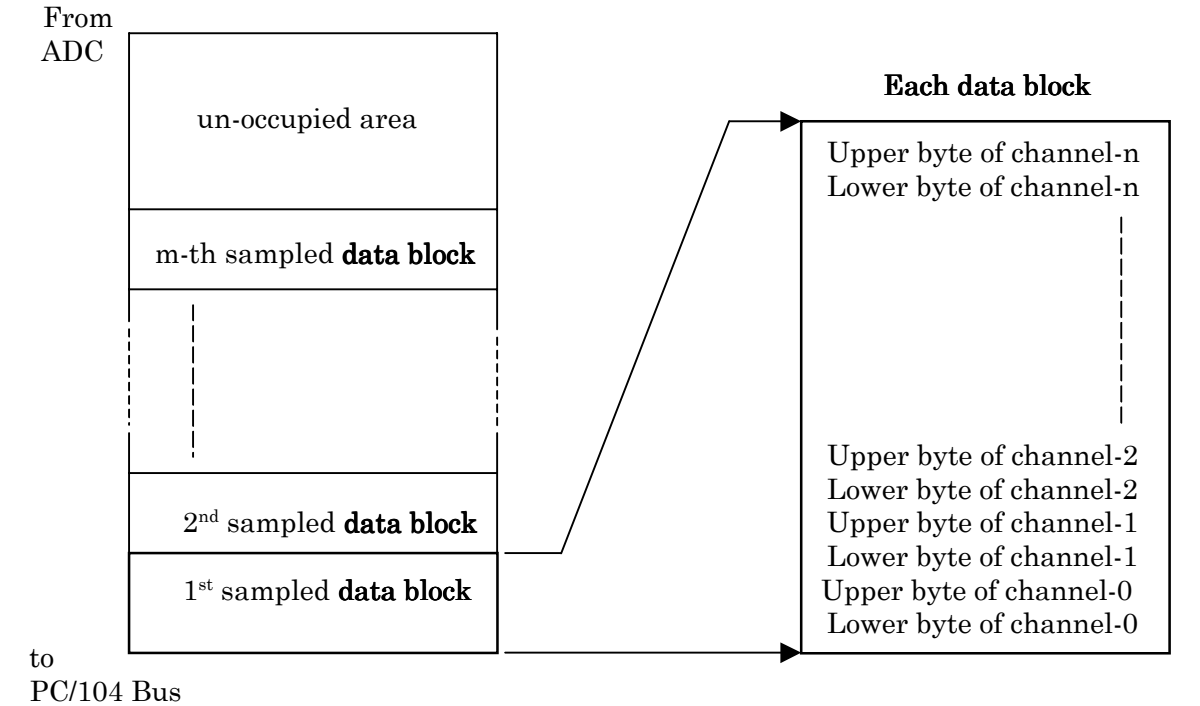 From
ADC
un-occupied area
m-th sampled data block
2nd sampled data block
1st sampled data block
to
PC/104 Bus
Each data block
Upper byte of channel-n
Lower byte of channel-n
Upper byte of channel-2
Lower byte of channel-2
Upper byte of channel-1
Lower byte of channel-1
Upper byte of channel-0
Lower byte of channel-0